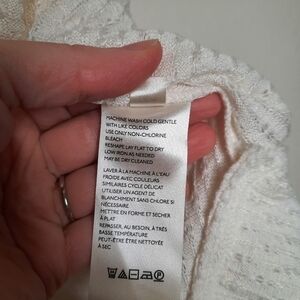 MACHINE WASH COLD GENTLE
WITH LIKE COLORS
USE ONLY NON-CHLORINE
BLEACH
RESHAPE LAY FLAT TO DRY
LOW IRON AS NEEDED
MAY BE DRY CLEANED
LAVER À LA MACHINE À L'EAU
FROIDE AVEC COULEURS
SIMILAIRES CYCLE DÉLICAT
UTILISER UN AGENT DE
BLANCHIMENT SANS CHLORE SI
NÉCESSAIRE
METTRE EN FORME ET SÉCHER
À PLAT
REPASSER, AU BESOIN, À TRÈS
BASSE TEMPÉRATURE
PEUT-ÊTRE ÊTRE NETTOYÉE
À SEC